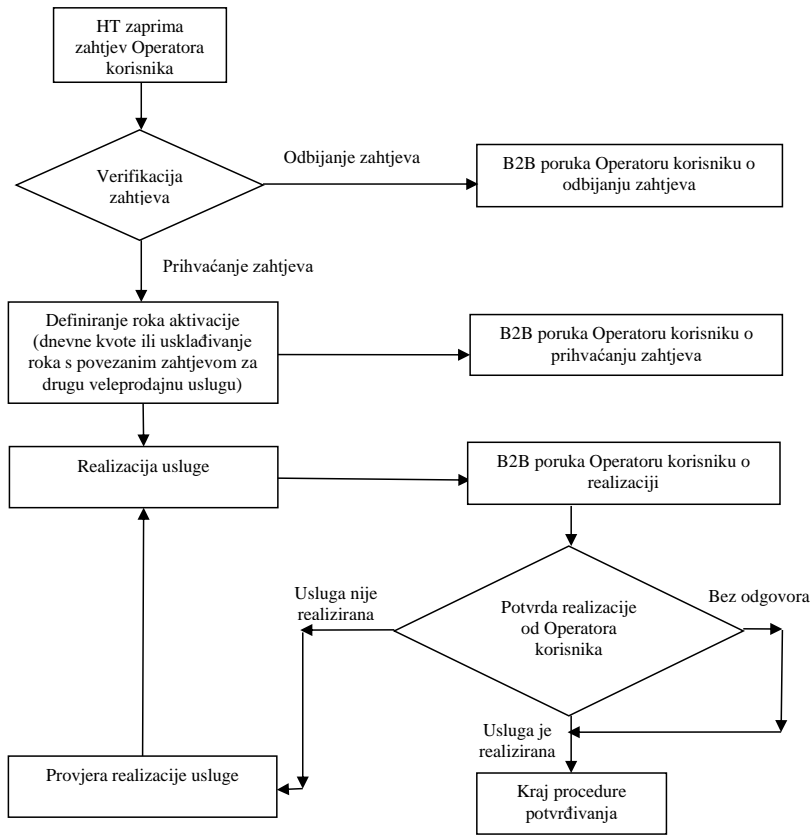 HT zaprima
zahtjev Operatora
korisnika
Verifikacija
zahtjeva
Odbijanje zahtjeva
B2B poruka Operatoru korisniku o
odbijanju zahtjeva
Prihvaćanje zahtjeva
Definiranje roka aktivacije
(dnevne kvote ili usklađivanje
roka s povezanim zahtjevom za
drugu veleprodajnu uslugu)
B2B poruka Operatoru korisniku o
prihvaćanju zahtjeva
Realizacija usluge
B2B poruka Operatoru korisniku o
realizaciji
Usluga nije
realizirana
Potvrda realizacije
od Operatora
korisnika
Bez odgovora
Usluga je
realizirana
Provjera realizacije usluge
Kraj procedure
potvrđivanja